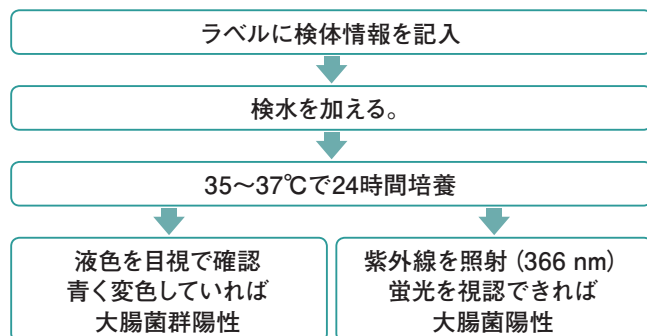 ラベルに検体情報を記入
検水を加える。
35～37℃で24時間培養
液色を目視で確認
青く変色していれば
大腸菌群陽性
紫外線を照射 (366 nm)
蛍光を視認できれば
大腸菌陽性